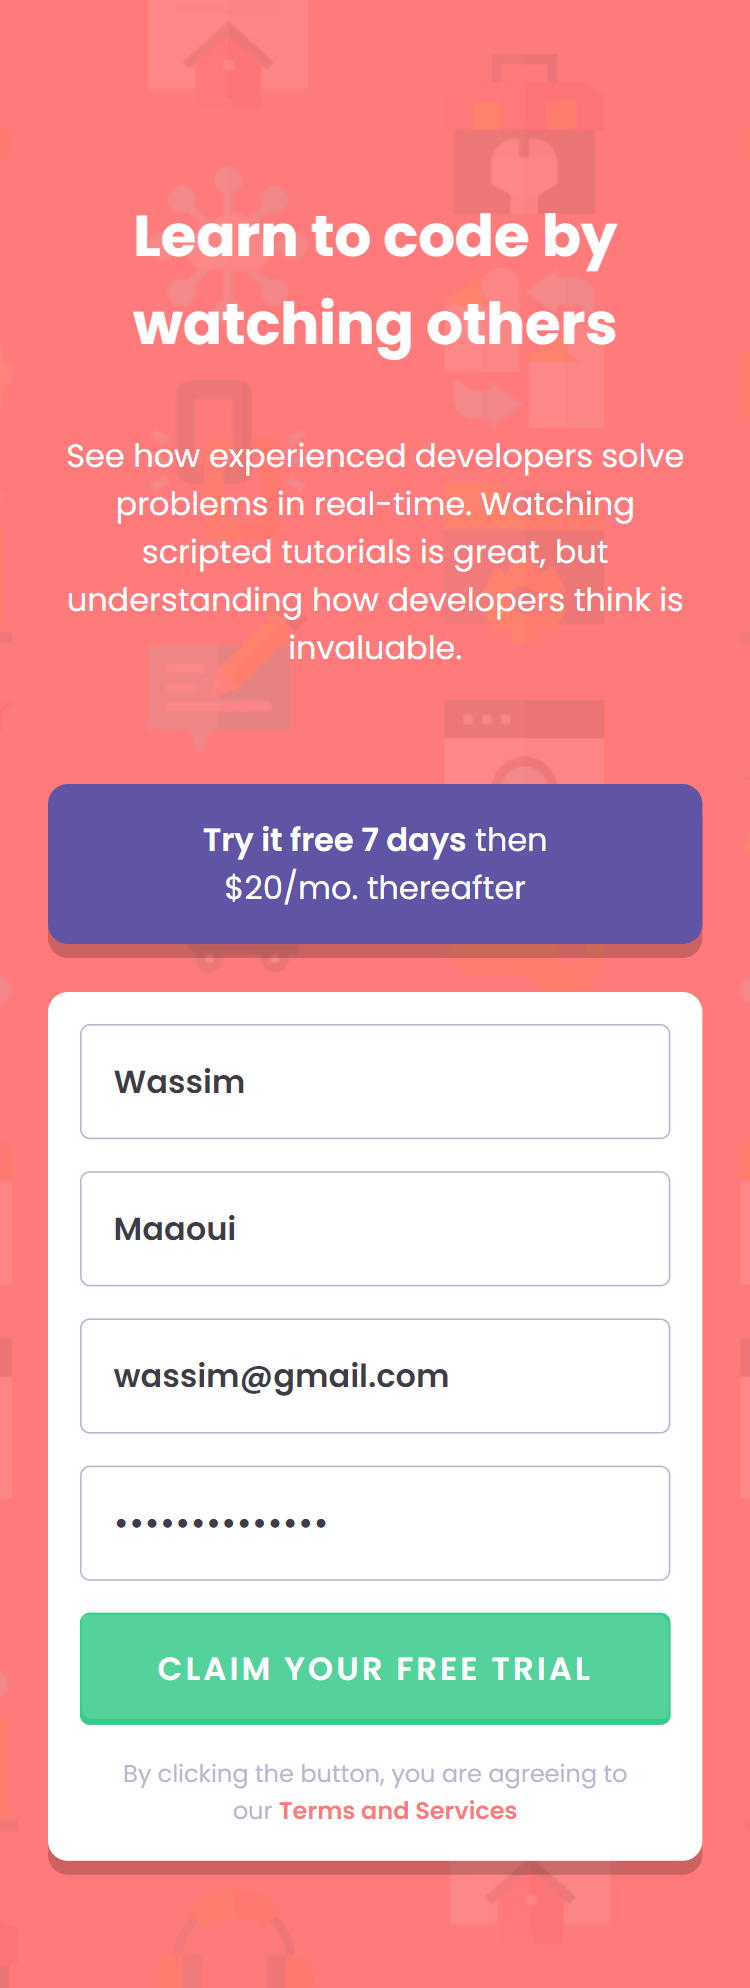 Learn to code by
watching others
See how experienced developers solve
problems in real-time. Watching
scripted tutorials is great, but
understanding how developers think is
invaluable.
Try it free 7 days then
$20/mo. thereafter
Wassim
Maaoui
wassim@gmail.com
••••••••••••••
CLAIM YOUR FREE TRIAL
By clicking the button, you are agreeing to
our Terms and Services